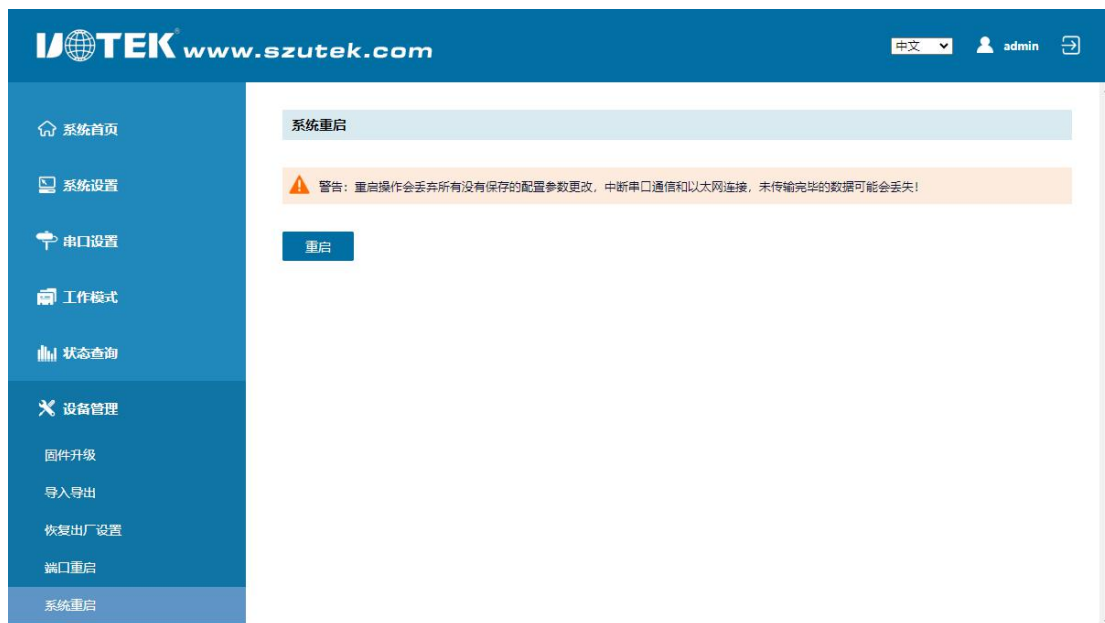 UTEK www.szutek.com
中文
admin
系统首页
系统设置
串口设置
工作模式
状态查询
设备管理
固件升级
导入导出
恢复出厂设置
端口重启
系统重启
系统重启
警告：重启操作会丢弃所有没有保存的配置参数更改，中断串口通信和以太网连接，未传输完毕的数据可能会丢失！
重启